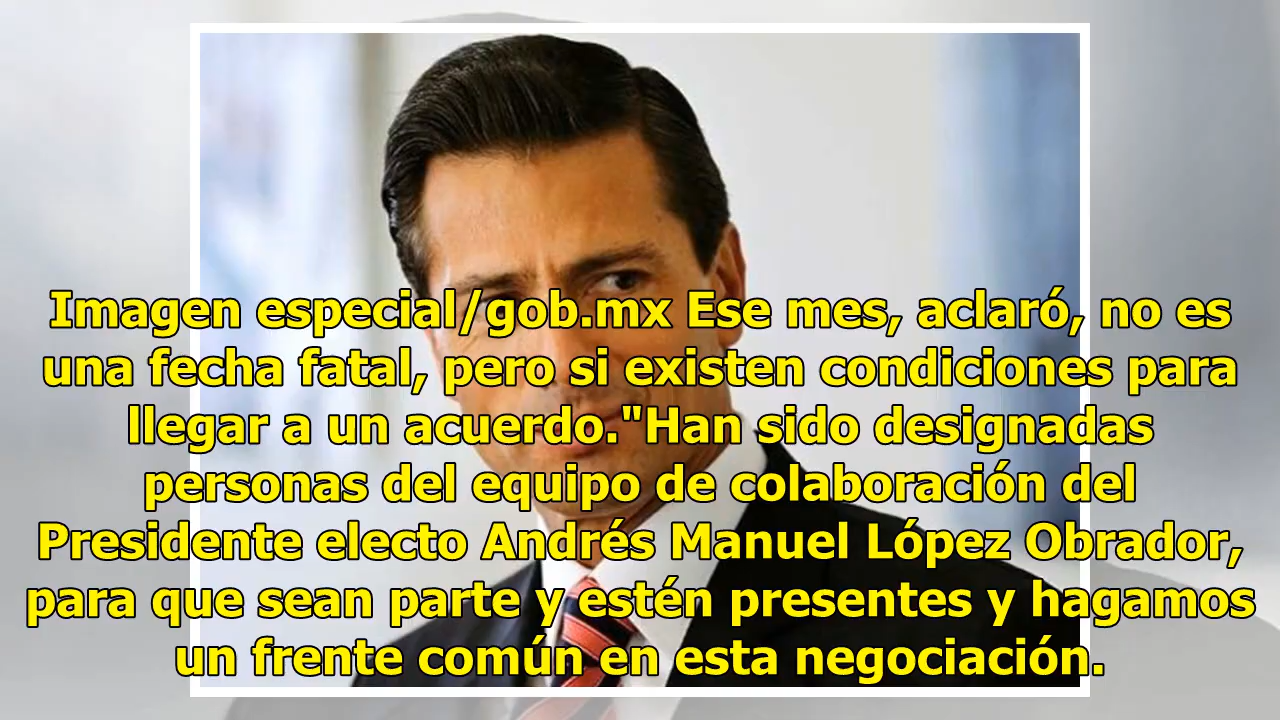 Imagen especial/gob.mx Ese mes, aclaró, no es
una fecha fatal, pero si existen condiciones para
llegar a un acuerdo."Han sido designadas
personas del equipo de colaboración del
Presidente electo Andrés Manuel López Obrador,
para que sean parte y estén presentes y hagamos
un frente común en esta negociación.